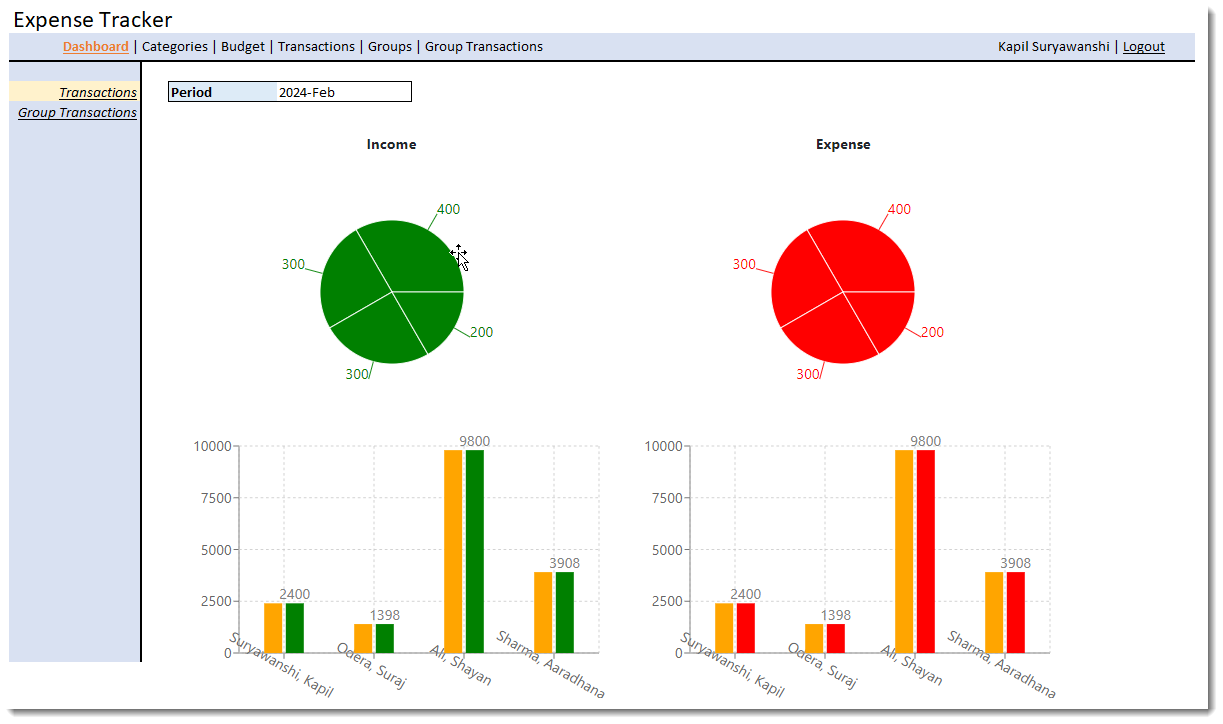 Expense Tracker
Dashboard | Categories | Budget | Transactions | Groups | Group Transactions
Kapil Suryawanshi | Logout
Transactions
Group Transactions
Period 2024-Feb
Income
400
300
200
300
Expense
400
300
200
300
10000
7500
5000
2500
0
2400
1398
9800
3908
Suryawanshi, Kapil
Odera, Suraj
Ali, Shayan
Sharma, Aaradhana
10000
7500
5000
2500
0
2400
1398
9800
3908
Suryawanshi, Kapil
Odera, Suraj
Ali, Shayan
Sharma, Aaradhana